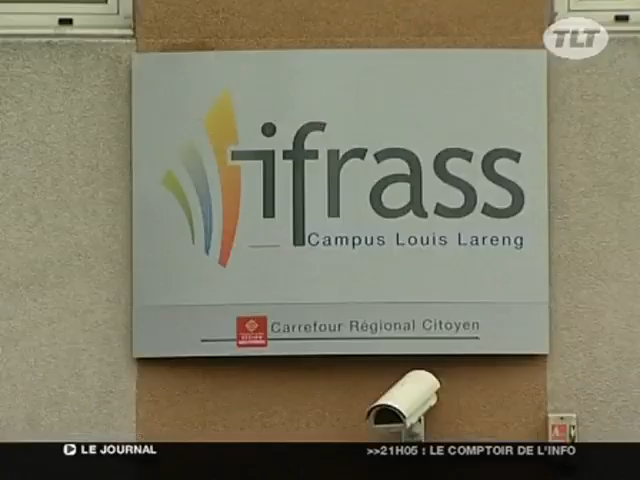 TLT
ifrass
Campus Louis Lareng
Carrefour Régional Citoyen
LE JOURNAL
>>21H05 : LE COMPTOIR DE L'INFO